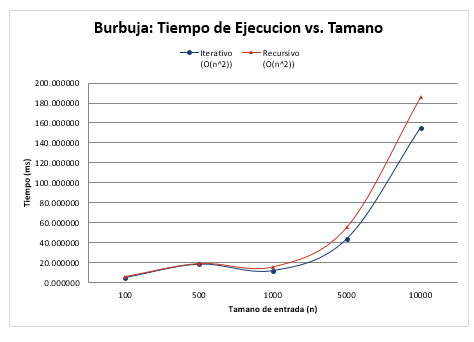 Burbuja: Tiempo de Ejecucion vs. Tamano
Iterativo Recursivo
(O(n^2)) (O(n^2))
200.000000
180.000000
160.000000
140.000000
120.000000
100.000000
80.000000
60.000000
40.000000
20.000000
0.000000
Tiempo (ms)
100 500 1000 5000 10000
Tamano de entrada (n)